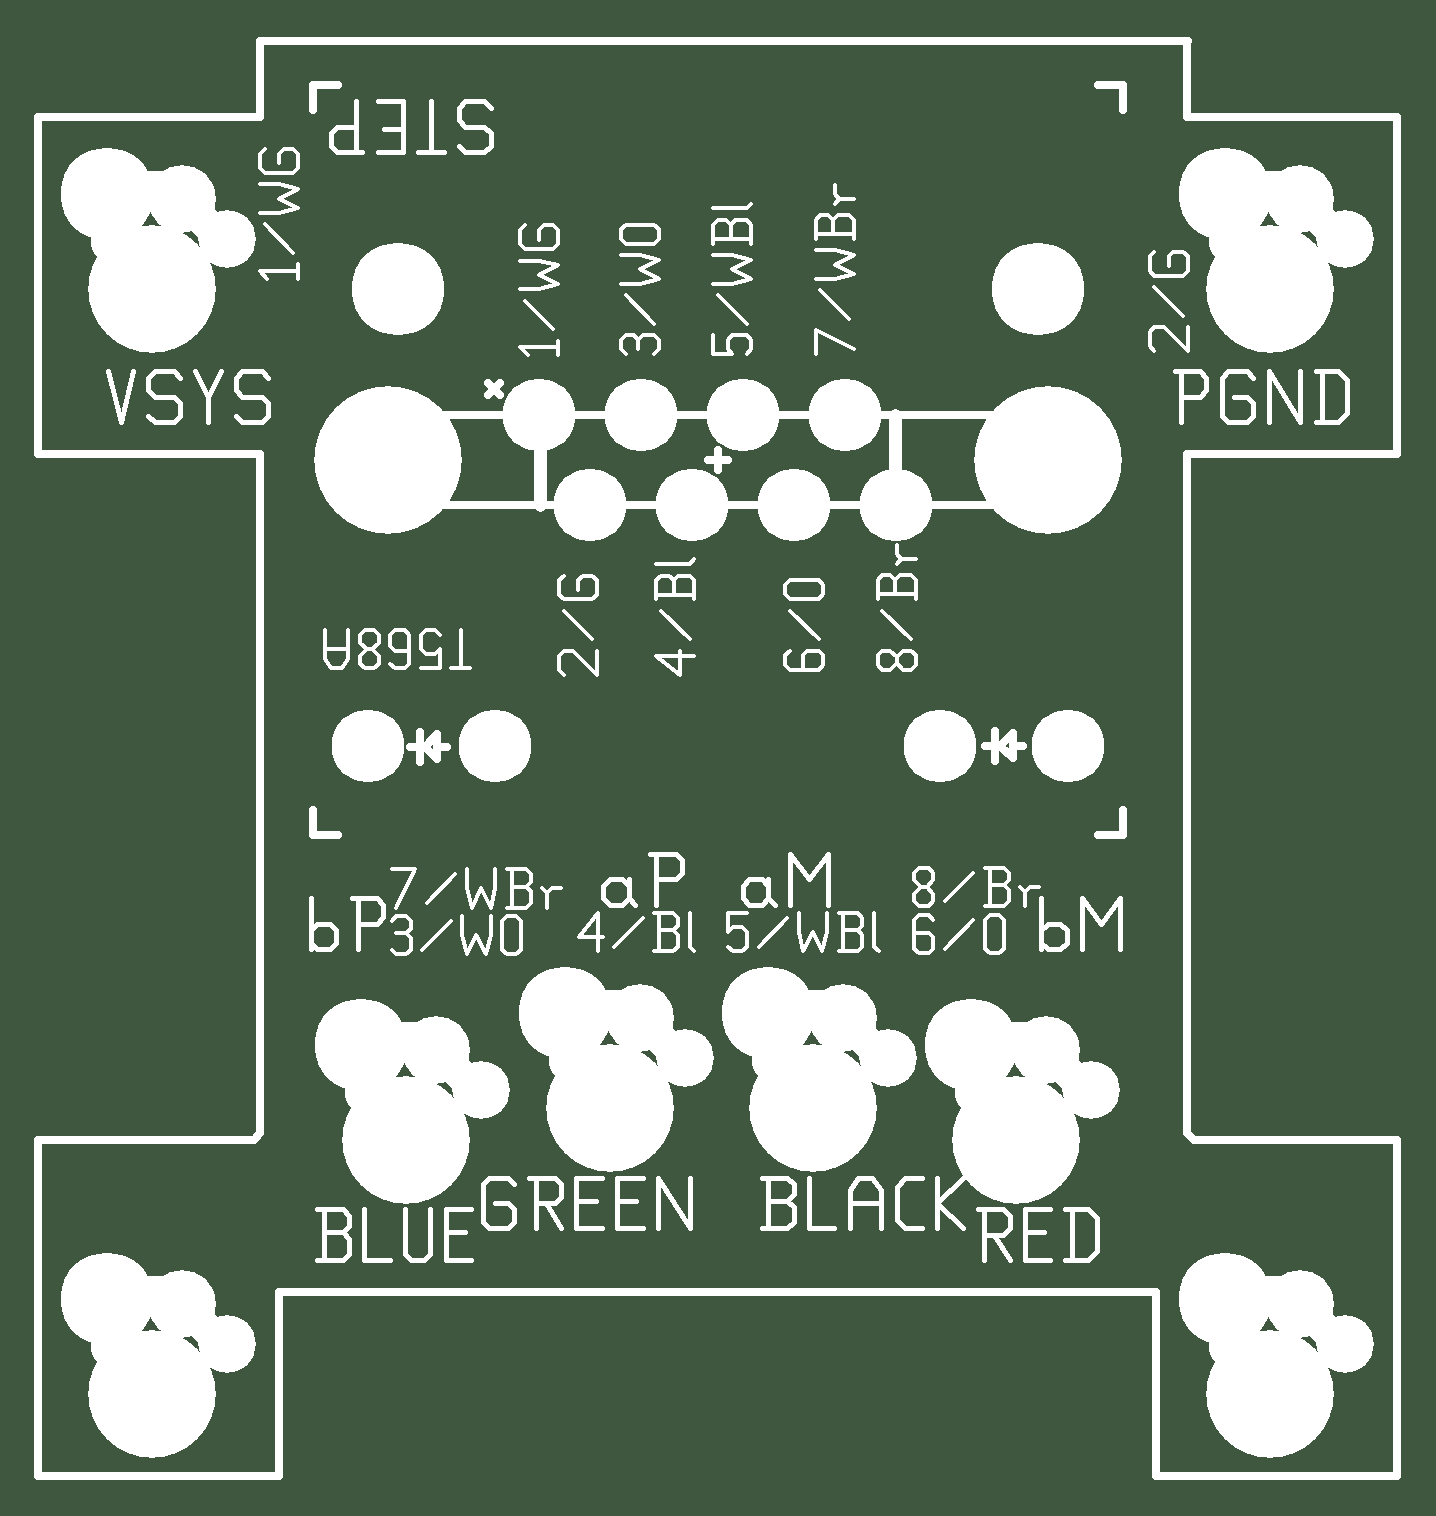 STEP
1/WG
1/WG
3/WO
5/WBl
7/WBr
2/G
VSYS
PGND
x
+
2/G
4/Bl
6/O
8/Br
T568A
7/WBr aP aM 8/Br
bP 3/WO 4/Bl 5/WBl 6/O bM
GREEN BLACK
BLUE RED